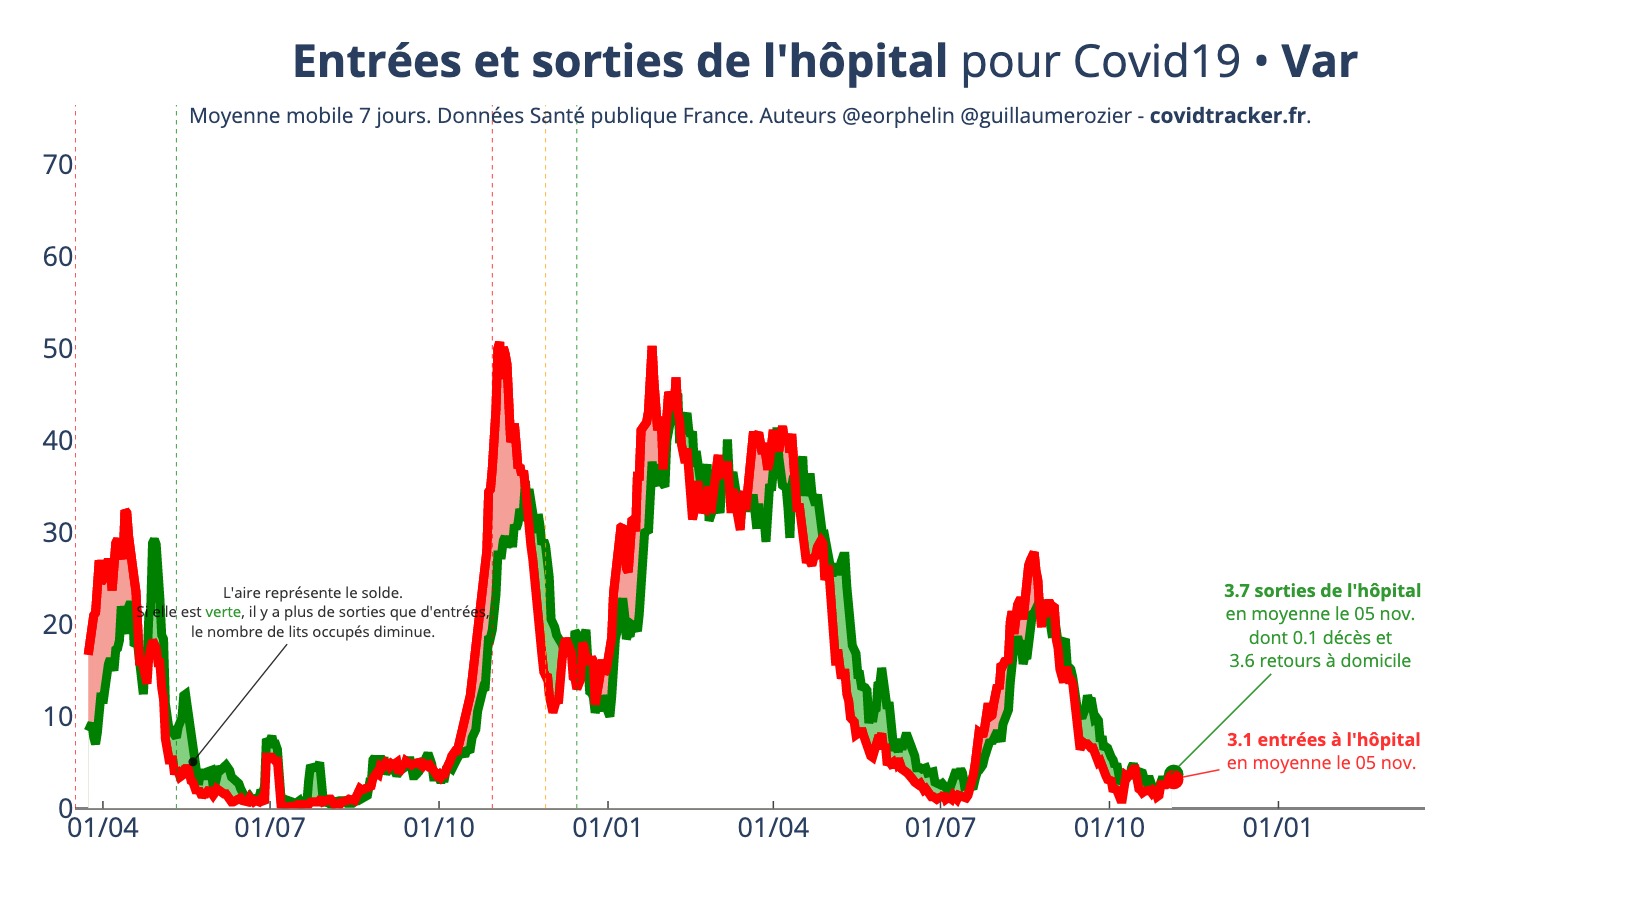 Entrées et sorties de l'hôpital pour Covid19 • Var
Moyenne mobile 7 jours. Données Santé publique France. Auteurs @eorphelin @guillaumerozier - covidtracker.fr.
70
60
50
40
30
20
10
0
L'aire représente le solde.
Si elle est verte, il y a plus de sorties que d'entrées,
le nombre de lits occupés diminue.
3.7 sorties de l'hôpital
en moyenne le 05 nov.
dont 0.1 décès et
3.6 retours à domicile
3.1 entrées à l'hôpital
en moyenne le 05 nov.
01/04 01/07 01/10 01/01 01/04 01/07 01/10 01/01